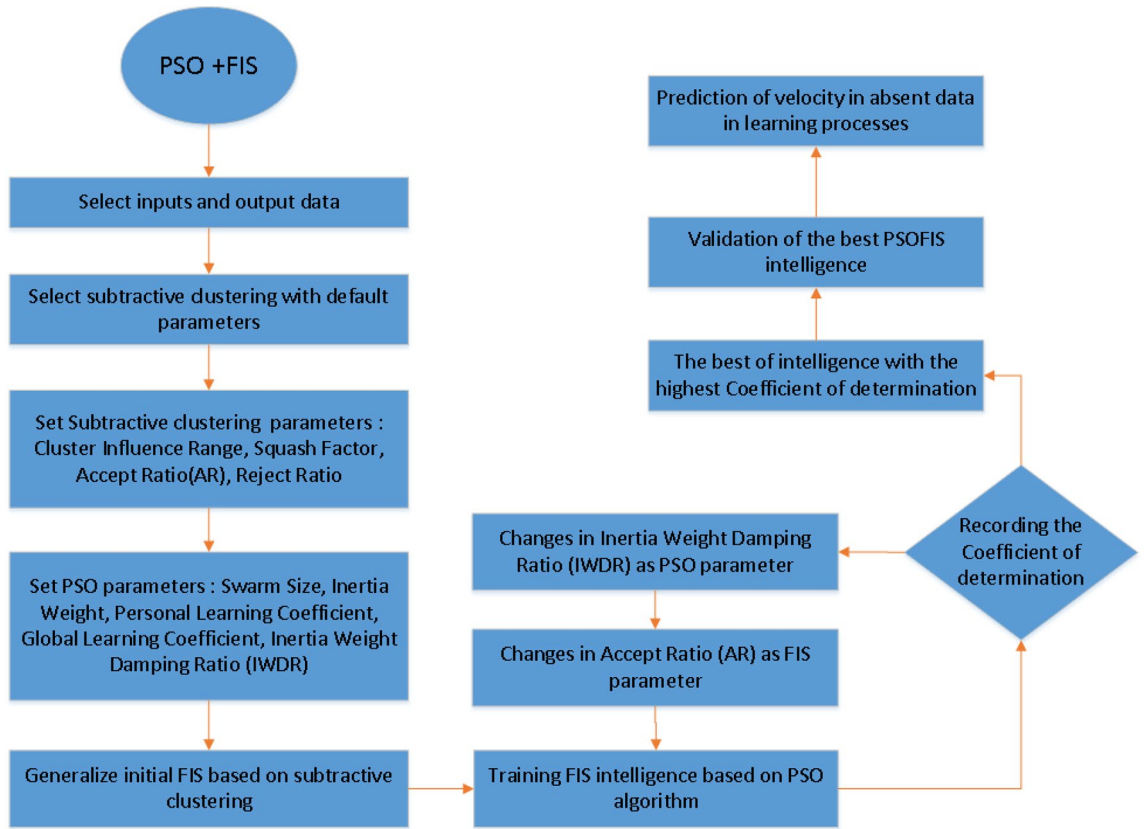 PSO +FIS
Select inputs and output data
Select subtractive clustering with default
parameters
Set Subtractive clustering parameters :
Cluster Influence Range, Squash Factor,
Accept Ratio(AR), Reject Ratio
Set PSO parameters : Swarm Size, Inertia
Weight, Personal Learning Coefficient,
Global Learning Coefficient, Inertia Weight
Damping Ratio (IWDR)
Generalize initial FIS based on subtractive
clustering
Training FIS intelligence based on PSO
algorithm
Changes in Accept Ratio (AR) as FIS
parameter
Changes in Inertia Weight Damping
Ratio (IWDR) as PSO parameter
Recording the
Coefficient of
determination
The best of intelligence with the
highest Coefficient of determination
Validation of the best PSOFIS
intelligence
Prediction of velocity in absent data
in learning processes